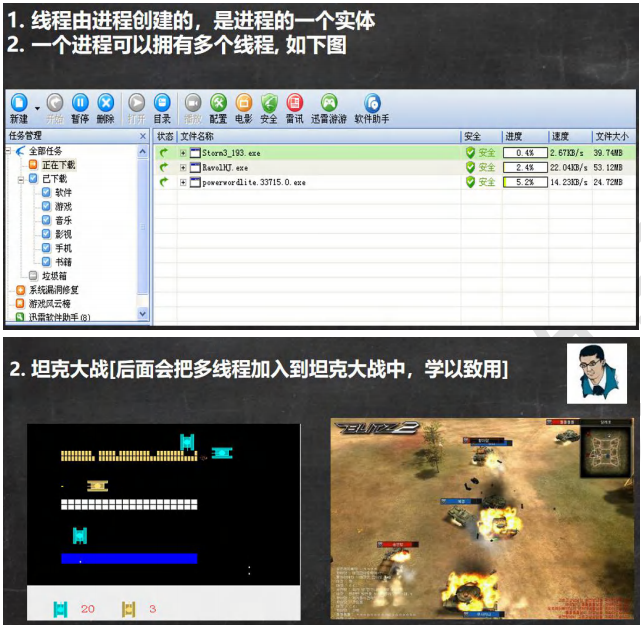 1. 线程由进程创建的，是进程的一个实体
2. 一个进程可以拥有多个线程, 如下图
新建 开始 暂停 删除 打开 目录 播放 配置 电影 安全 雷讯 迅雷游游 软件助手
任务管理 × 状态 文件名称 安全 进度 速度 文件大小
全部任务 Storm3_193.exe 安全 0.4% 2.67KB/s 39.74MB
正在下载 RavolHJ.exe 安全 2.4% 22.04KB/s 53.12MB
已下载 powerwordlite.33715.0.exe 安全 5.2% 14.23KB/s 24.72MB
软件
游戏
音乐
影视
手机
书籍
垃圾箱
系统漏洞修复
游戏风云榜
迅雷软件助手(8)
2. 坦克大战[后面会把多线程加入到坦克大战中，学以致用]
BLITZ 2
20 3